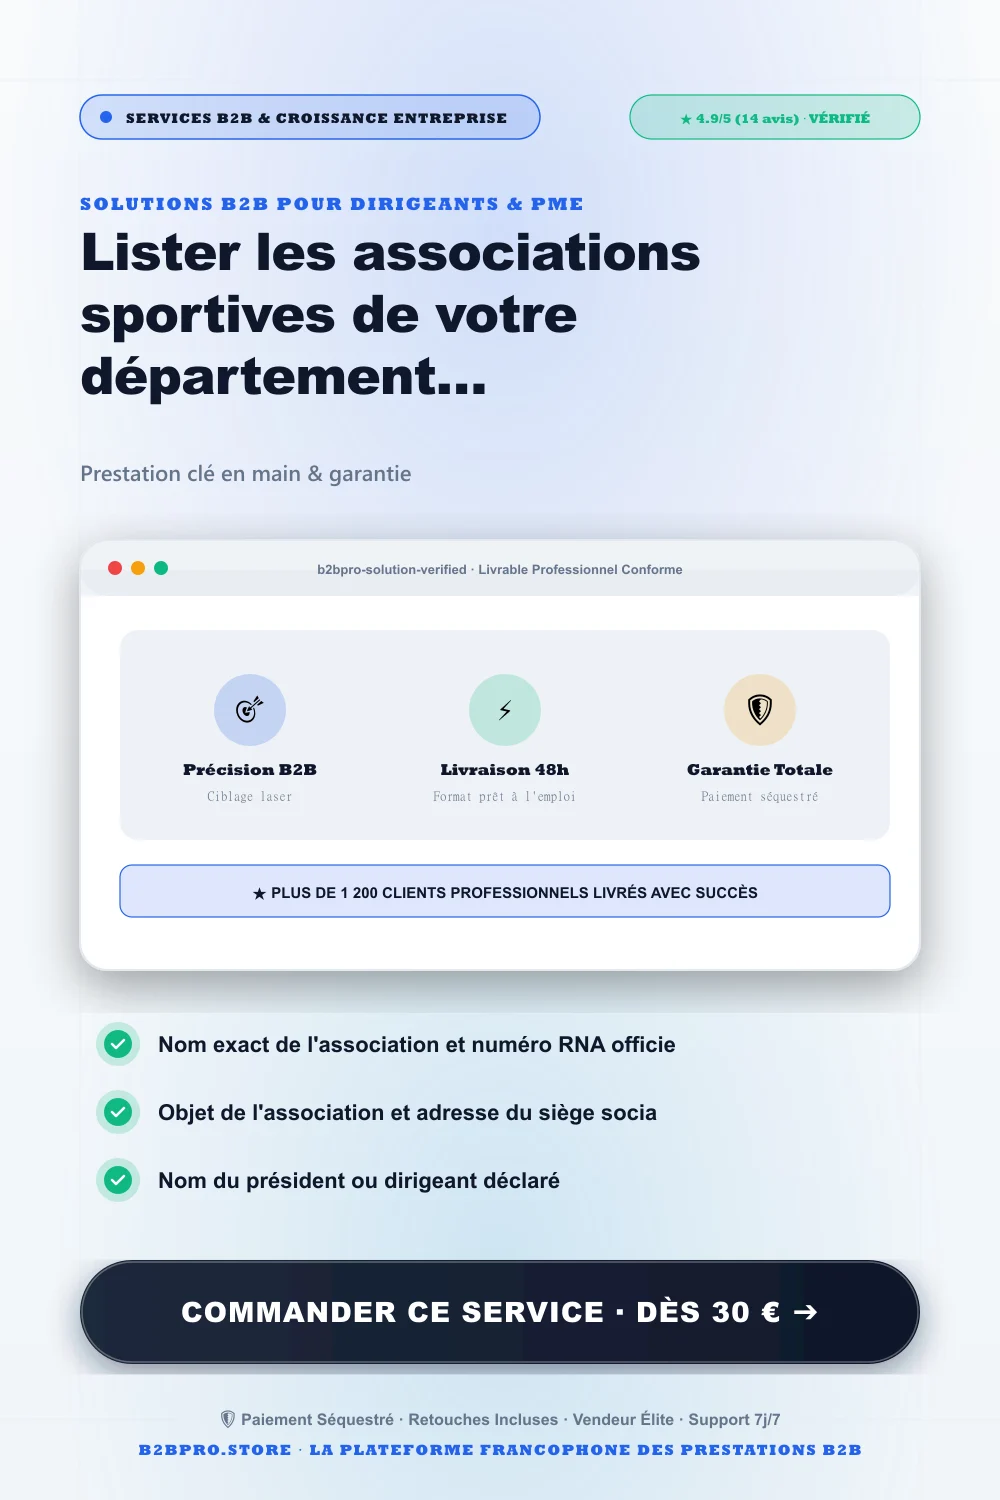 SERVICES B2B & CROISSANCE ENTREPRISE
★ 4.9/5 (14 avis) · VÉRIFIÉ
SOLUTIONS B2B POUR DIRIGEANTS & PME
Lister les associations
sportives de votre
département...
Prestation clé en main & garantie
b2bpro-solution-verified · Livrable Professionnel Conforme
Précision B2B
Ciblage laser
Livraison 48h
Format prêt à l'emploi
Garantie Totale
Paiement séquestré
★ PLUS DE 1 200 CLIENTS PROFESSIONNELS LIVRÉS AVEC SUCCÈS
Nom exact de l'association et numéro RNA officie
Objet de l'association et adresse du siège socia
Nom du président ou dirigeant déclaré
COMMANDER CE SERVICE · DÈS 30 € →
Paiement Séquestré · Retouches Incluses · Vendeur Élite · Support 7j/7
B2BPRO.STORE · LA PLATEFORME FRANCOPHONE DES PRESTATIONS B2B